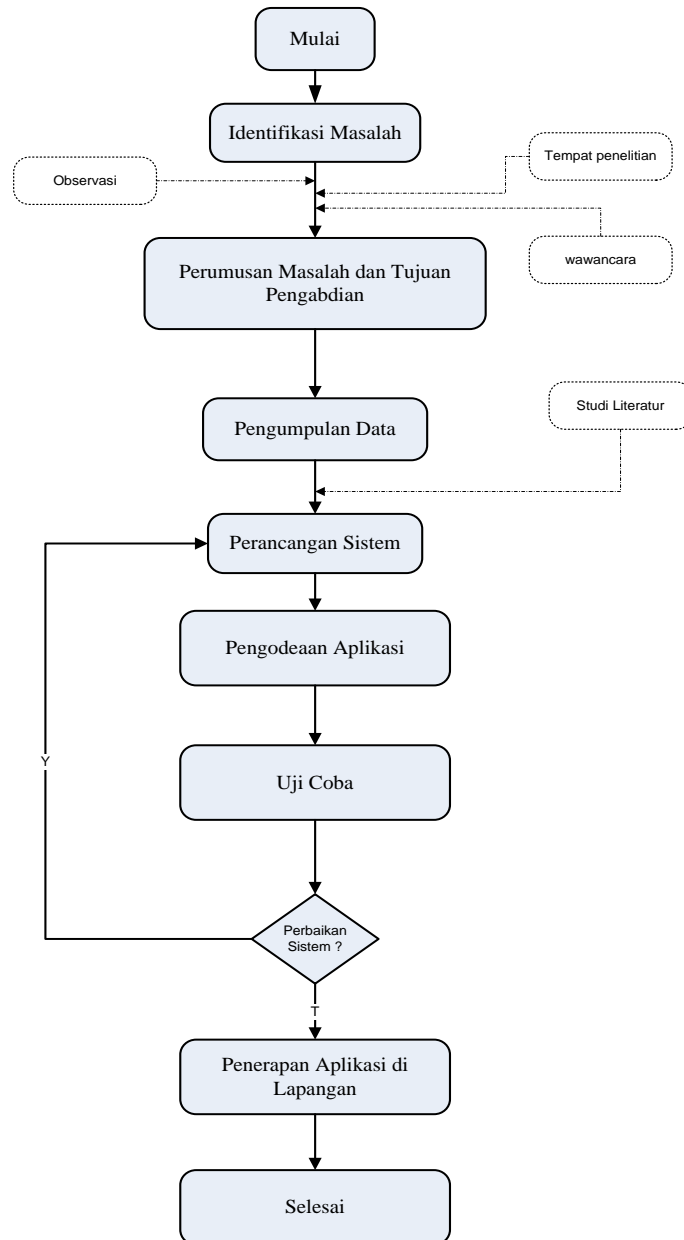 Mulai
Identifikasi Masalah
Tempat penelitian
Observasi
wawancara
Perumusan Masalah dan Tujuan
Pengabdian
Studi Literatur
Pengumpulan Data
Perancangan Sistem
Pengodeaan Aplikasi
Y
Uji Coba
Perbaikan
Sistem ?
T
Penerapan Aplikasi di
Lapangan
Selesai